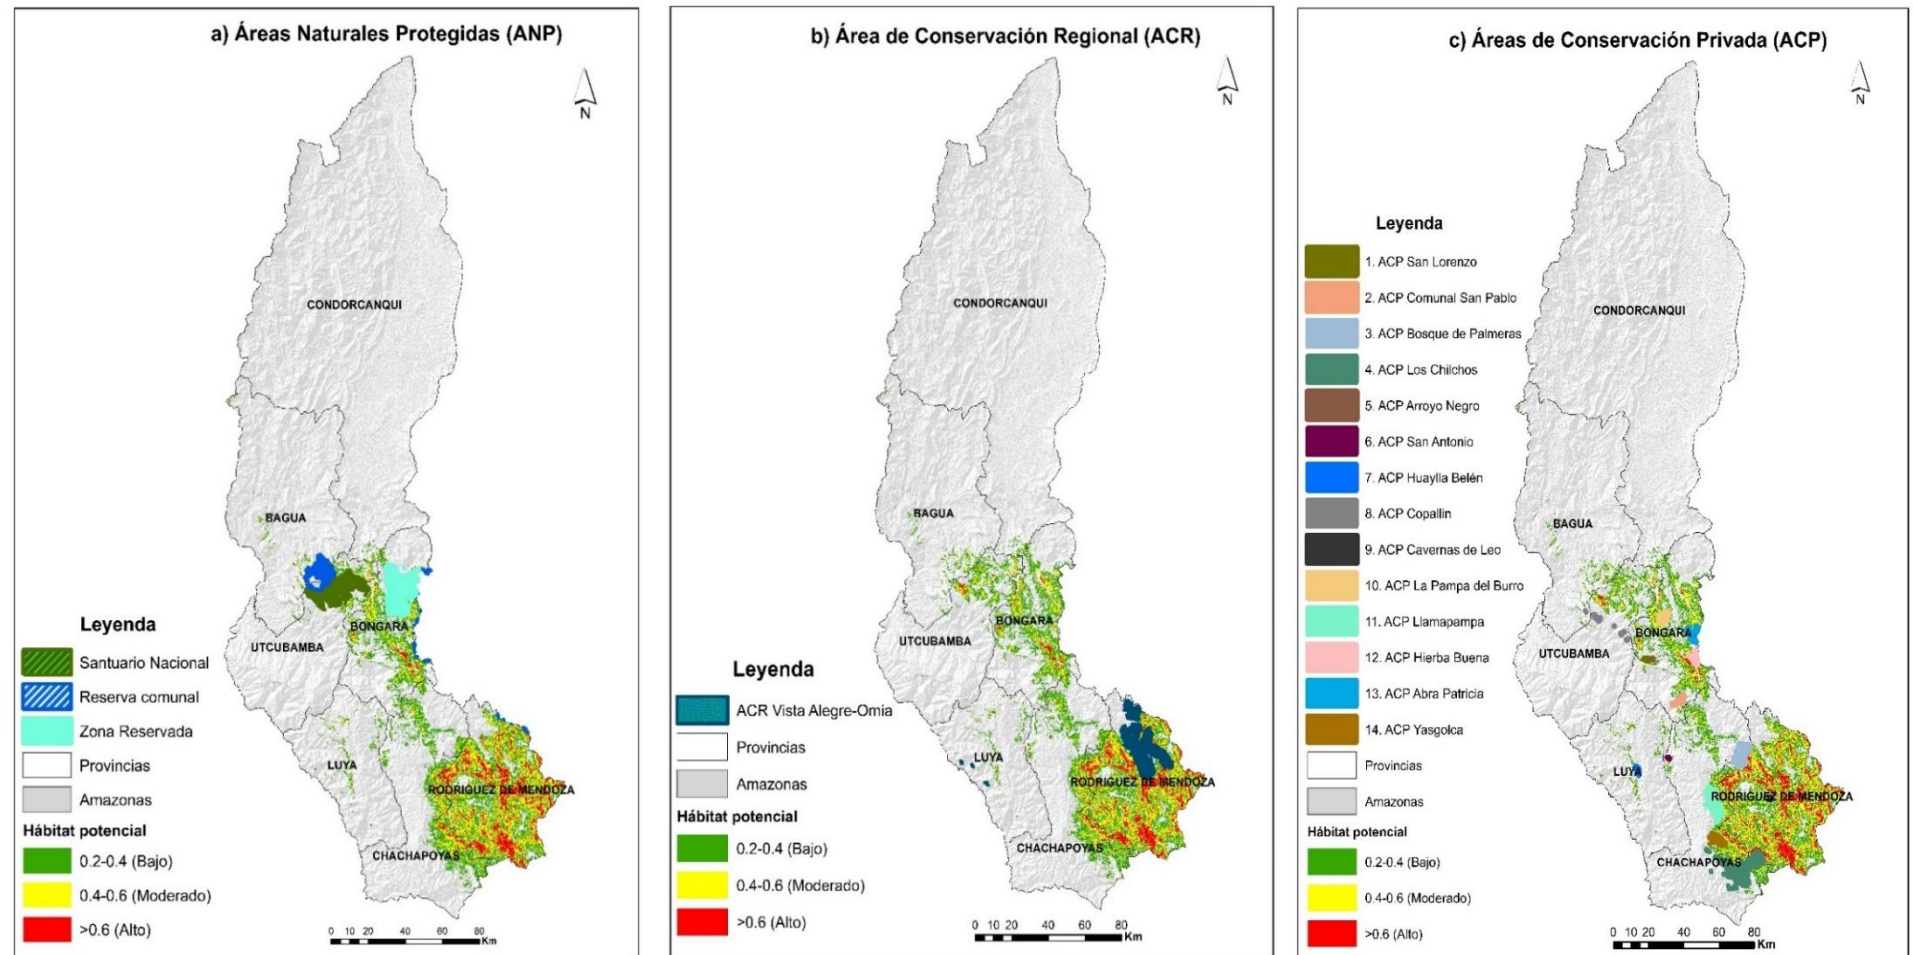 a) Áreas Naturales Protegidas (ANP)
N
CONDORCANQUI
BAGUA
BONGARA
UTCUBAMBA
LUYA
RODRIGUEZ DE MENDOZA
CHACHAPOYAS
Leyenda
Santuario Nacional
Reserva comunal
Zona Reservada
Provincias
Amazonas
Hábitat potencial
0.2-0.4 (Bajo)
0.4-0.6 (Moderado)
>0.6 (Alto)
0 10 20 40 60 80
Km
b) Área de Conservación Regional (ACR)
N
CONDORCANQUI
BAGUA
BONGARA
UTCUBAMBA
LUYA
RODRIGUEZ DE MENDOZA
CHACHAPOYAS
Leyenda
ACR Vista Alegre-Omia
Provincias
Amazonas
Hábitat potencial
0.2-0.4 (Bajo)
0.4-0.6 (Moderado)
>0.6 (Alto)
0 10 20 40 60 80
Km
c) Áreas de Conservación Privada (ACP)
N
CONDORCANQUI
BAGUA
BONGARA
UTCUBAMBA
LUYA
RODRIGUEZ DE MENDOZA
CHACHAPOYAS
Leyenda
1. ACP San Lorenzo
2. ACP Comunal San Pablo
3. ACP Bosque de Palmeras
4. ACP Los Chilchos
5. ACP Arroyo Negro
6. ACP San Antonio
7. ACP Huaylla Belén
8. ACP Copallin
9. ACP Cavernas de Leo
10. ACP La Pampa del Burro
11. ACP Llamapampa
12. ACP Hierba Buena
13. ACP Abra Patricia
14. ACP Yasgolca
Provincias
Amazonas
Hábitat potencial
0.2-0.4 (Bajo)
0.4-0.6 (Moderado)
>0.6 (Alto)
0 10 20 40 60 80
Km